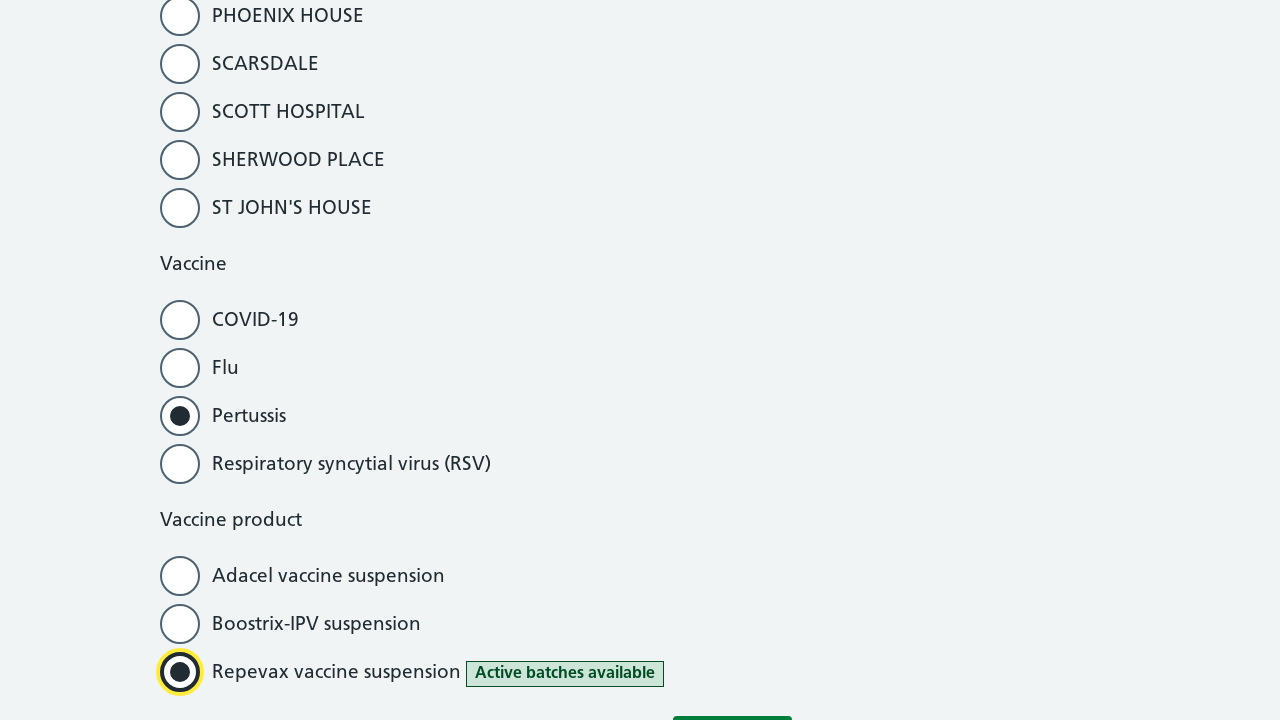 PHOENIX HOUSE
SCARSDALE
SCOTT HOSPITAL
SHERWOOD PLACE
ST JOHN'S HOUSE
Vaccine
COVID-19
Flu
Pertussis
Respiratory syncytial virus (RSV)
Vaccine product
Adacel vaccine suspension
Boostrix-IPV suspension
Repevax vaccine suspension Active batches available